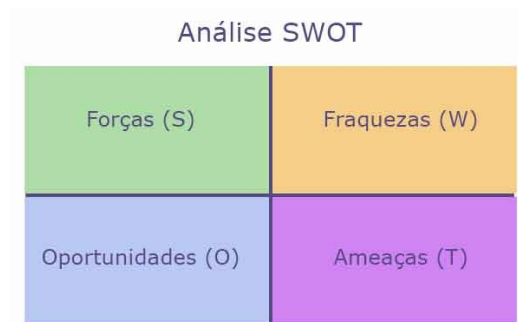 Análise SWOT
Forças (S)
Fraquezas (W)
Oportunidades (O)
Ameaças (T)